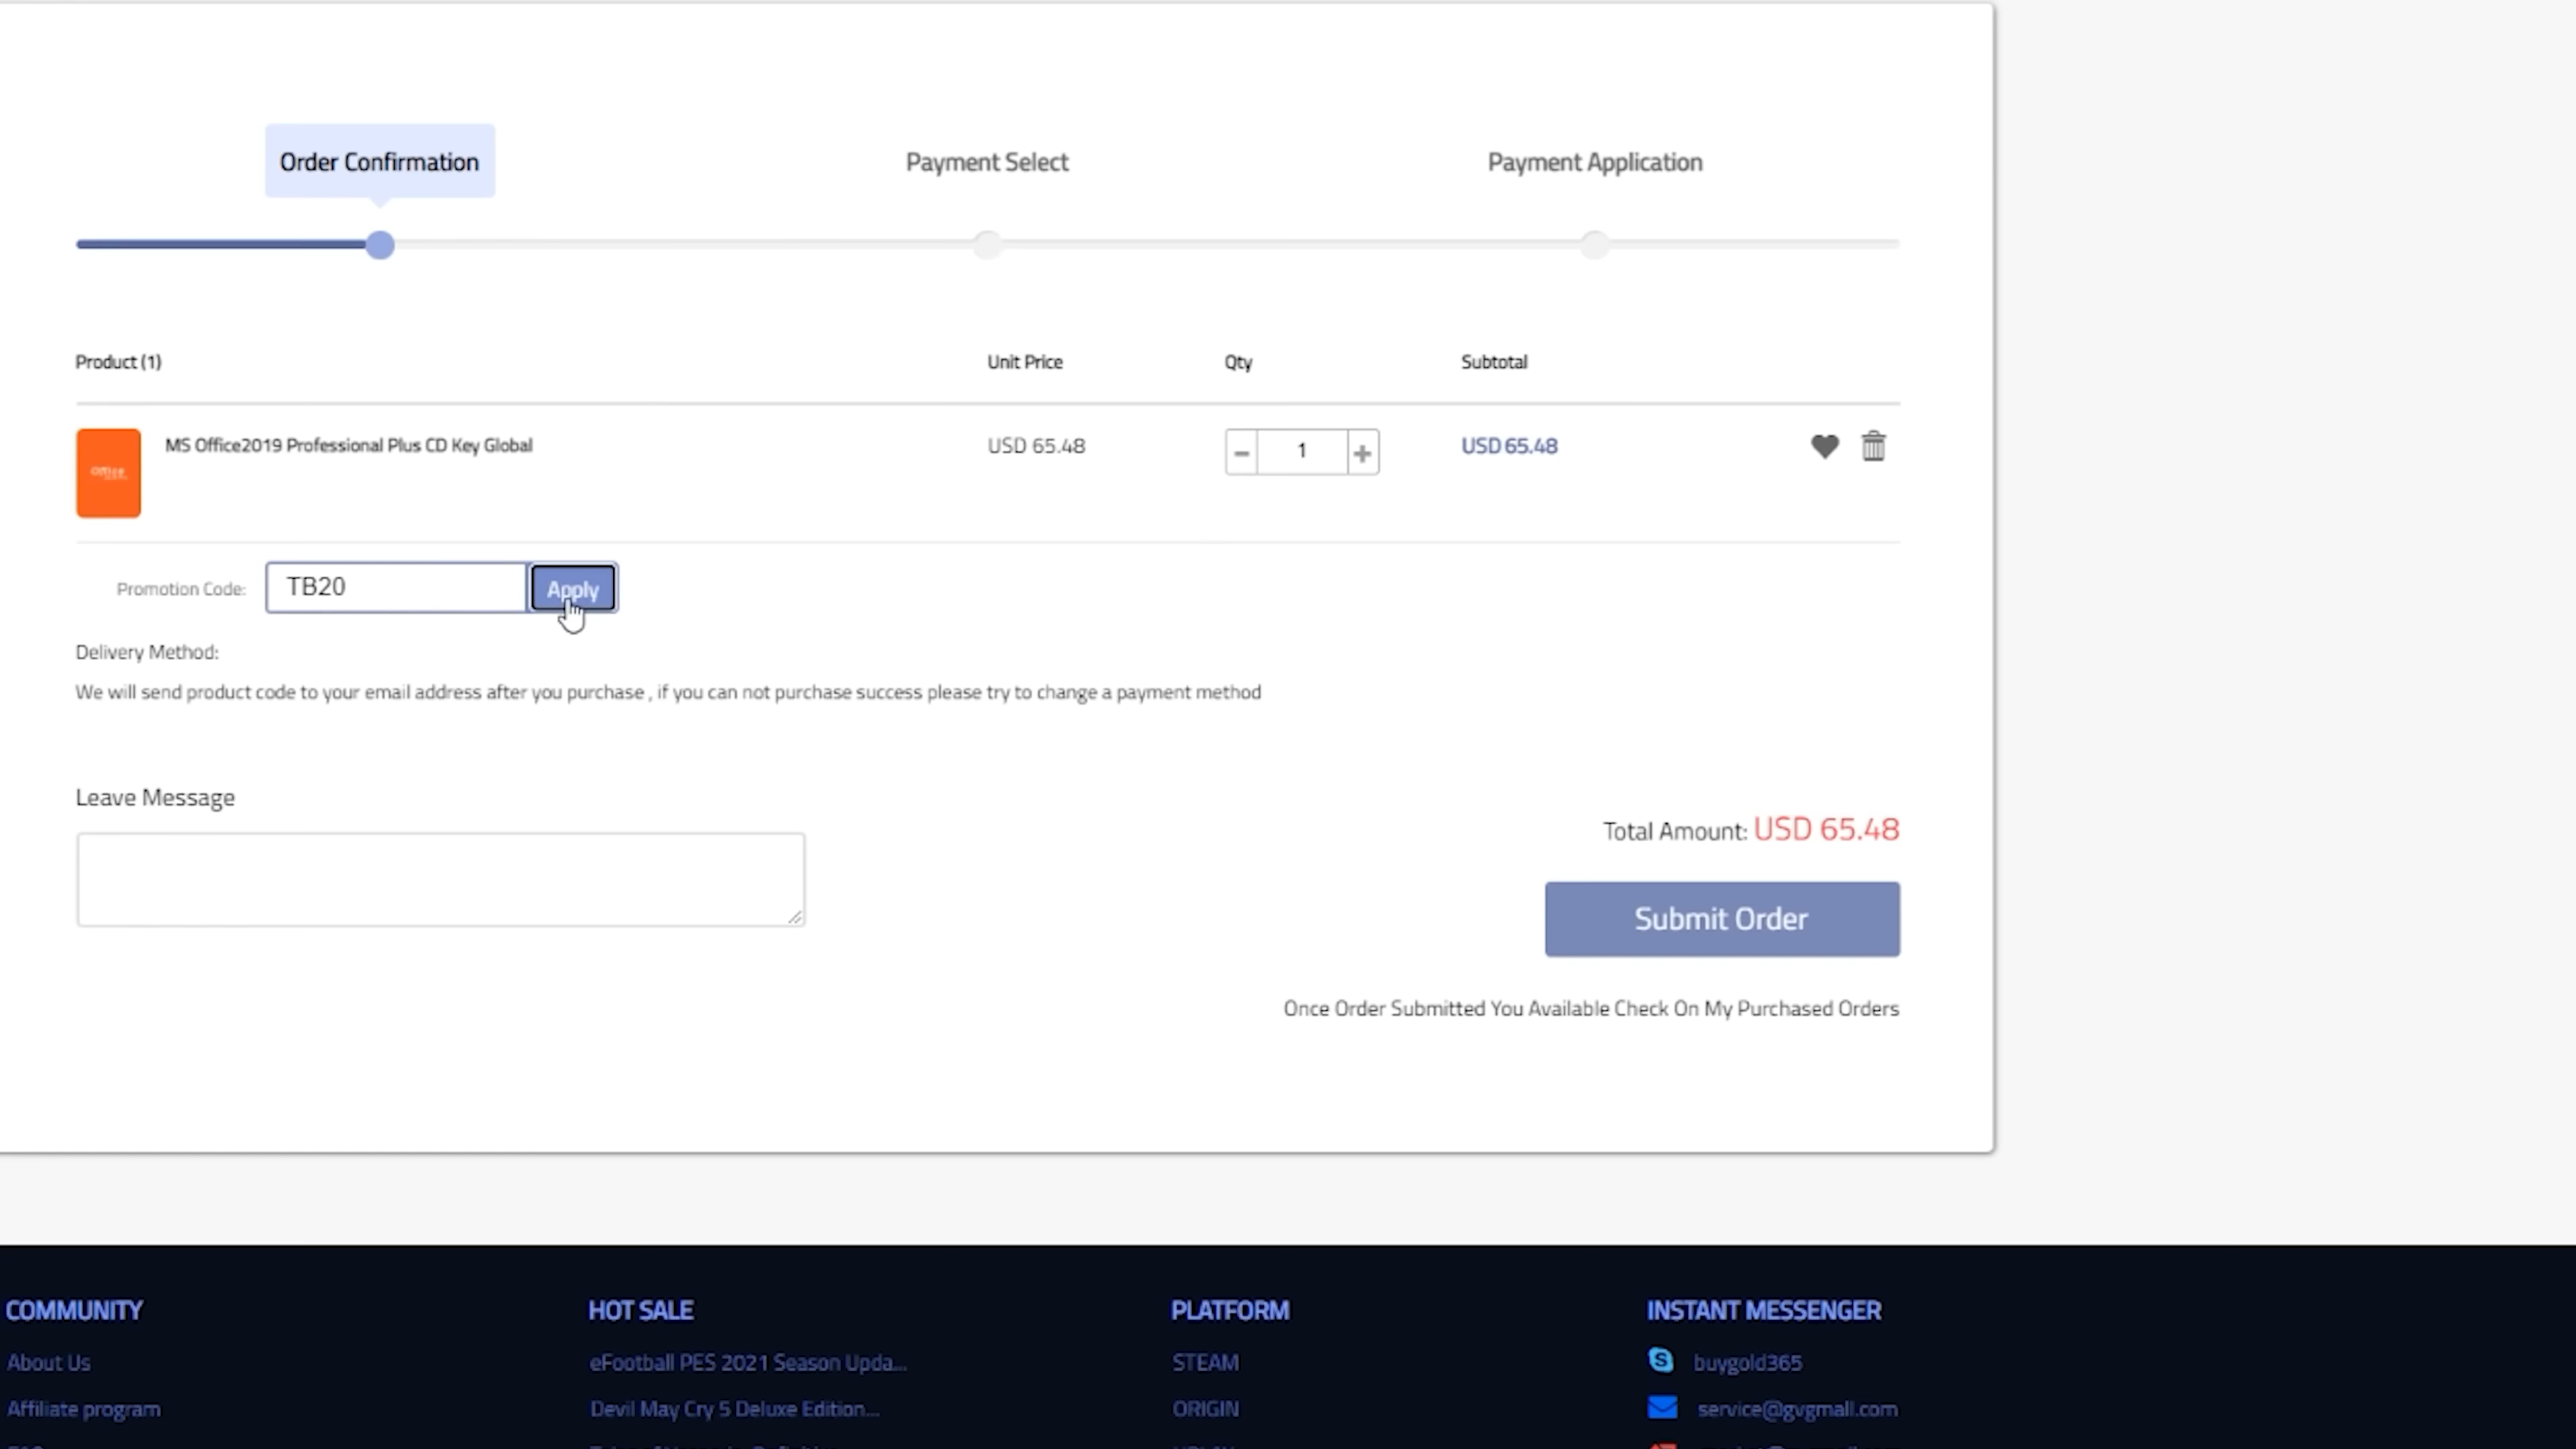 Order Confirmation
Payment Select
Payment Application
Product (1)
Unit Price
Qty
Subtotal
Office
MS Office2019 Professional Plus CD Key Global
USD 65.48
1
USD 65.48
Promotion Code:
TB20
Apply
Delivery Method:
We will send product code to your email address after you purchase , if you can not purchase success please try to change a payment method
Leave Message
Total Amount: USD 65.48
Submit Order
Once Order Submitted You Available Check On My Purchased Orders
COMMUNITY
About Us
Affiliate program
HOT SALE
eFootball PES 2021 Season Upda...
Devil May Cry 5 Deluxe Edition...
PLATFORM
STEAM
ORIGIN
INSTANT MESSENGER
buygold365
service@gvgmall.com